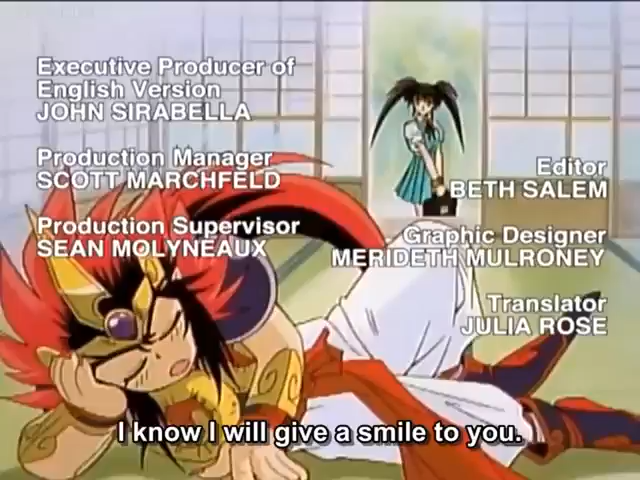 Executive Producer of
English Version
JOHN SIRABELLA
Production Manager
SCOTT MARCHFELD
Production Supervisor
SEAN MOLYNEAUX
Editor
BETH SALEM
Graphic Designer
MERIDETH MULRONEY
Translator
JULIA ROSE
I know I will give a smile to you.